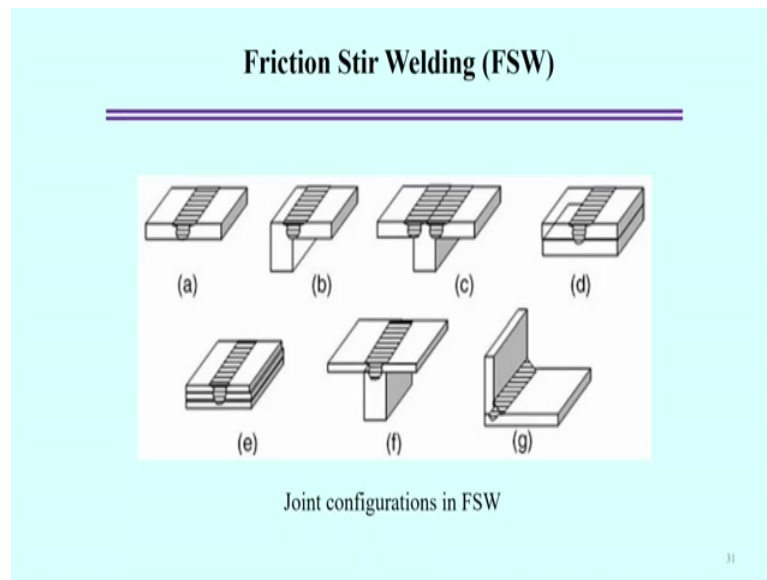 Friction Stir Welding (FSW)
(a) (b) (c) (d)
(e) (f) (g)
Joint configurations in FSW
31